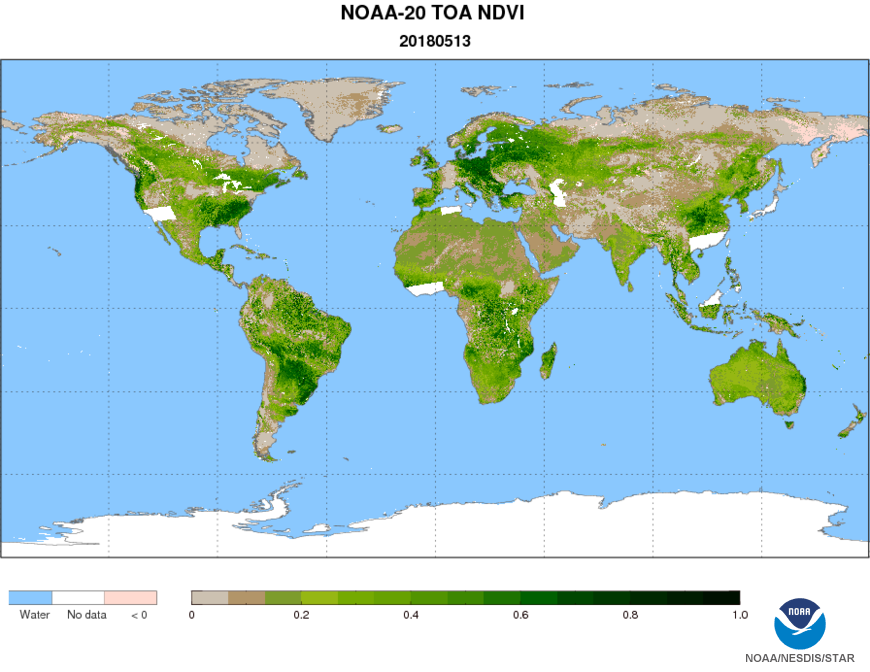 NOAA-20 TOA NDVI
20180513
Water No data < 0
0 0.2 0.4 0.6 0.8 1.0
NOAA
NOAA/NESDIS/STAR